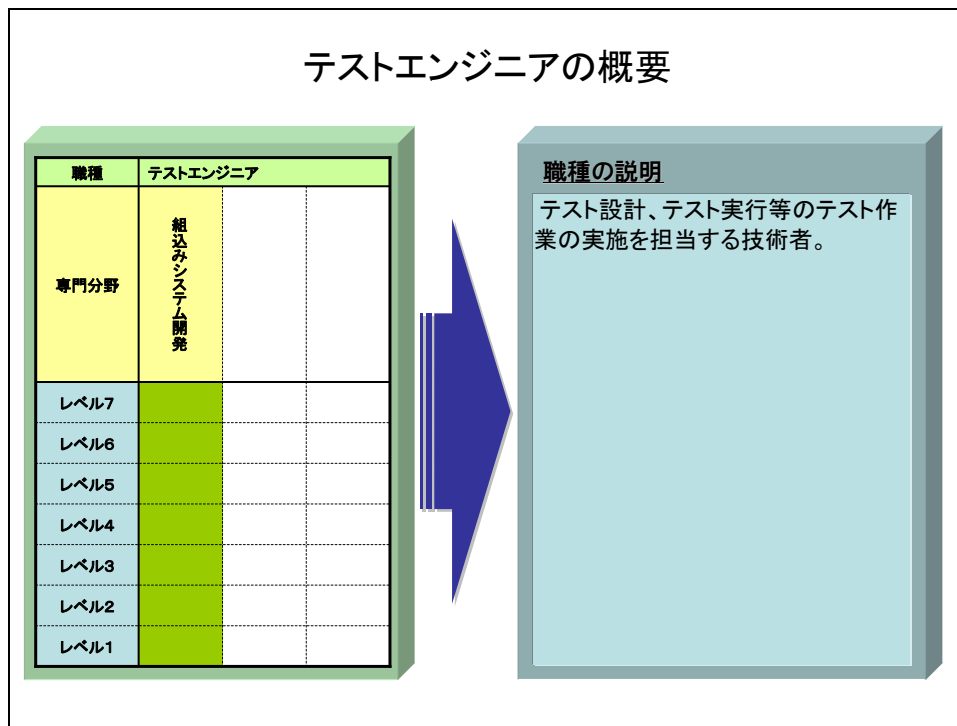 テストエンジニアの概要
職種
テストエンジニア
専門分野
組込みシステム開発
レベル7
レベル6
レベル5
レベル4
レベル3
レベル2
レベル1
職種の説明
テスト設計、テスト実行等のテスト作
業の実施を担当する技術者。